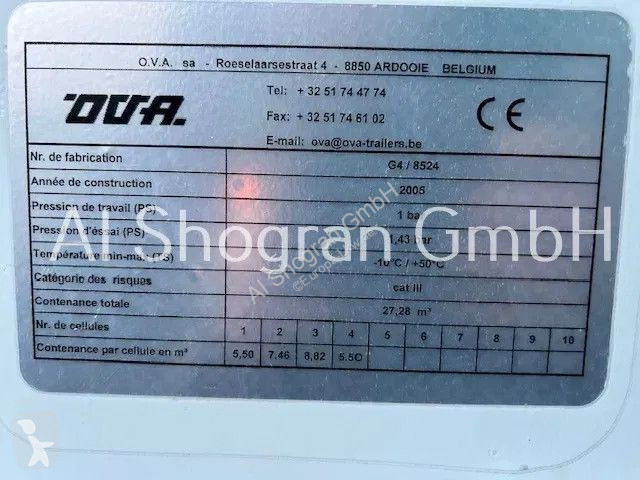 O.V.A. sa - Roeselaarsestraat 4 - 8850 ARDOOIE BELGIUM
OVA.
Tel: + 32 51 74 47 74
Fax: + 32 51 74 61 02
E-mail: ova@ova-trailers.be
CE
Nr. de fabrication G4 / 8524
Année de construction 2005
Pression de travail (PS) 1 bar
Pression d'éssai (PS) 1,43 bar
Al Shogran GmbH
Température min-max (TS) -10°C / +50°C
Catégorie des risques cat III
Contenance totale 27,28 m³
Nr. de cellules 1 2 3 4 5 6 7 8 9 10
Contenance par cellule en m³ 5,50 7,46 8,82 5,50
Al Shogran GmbH